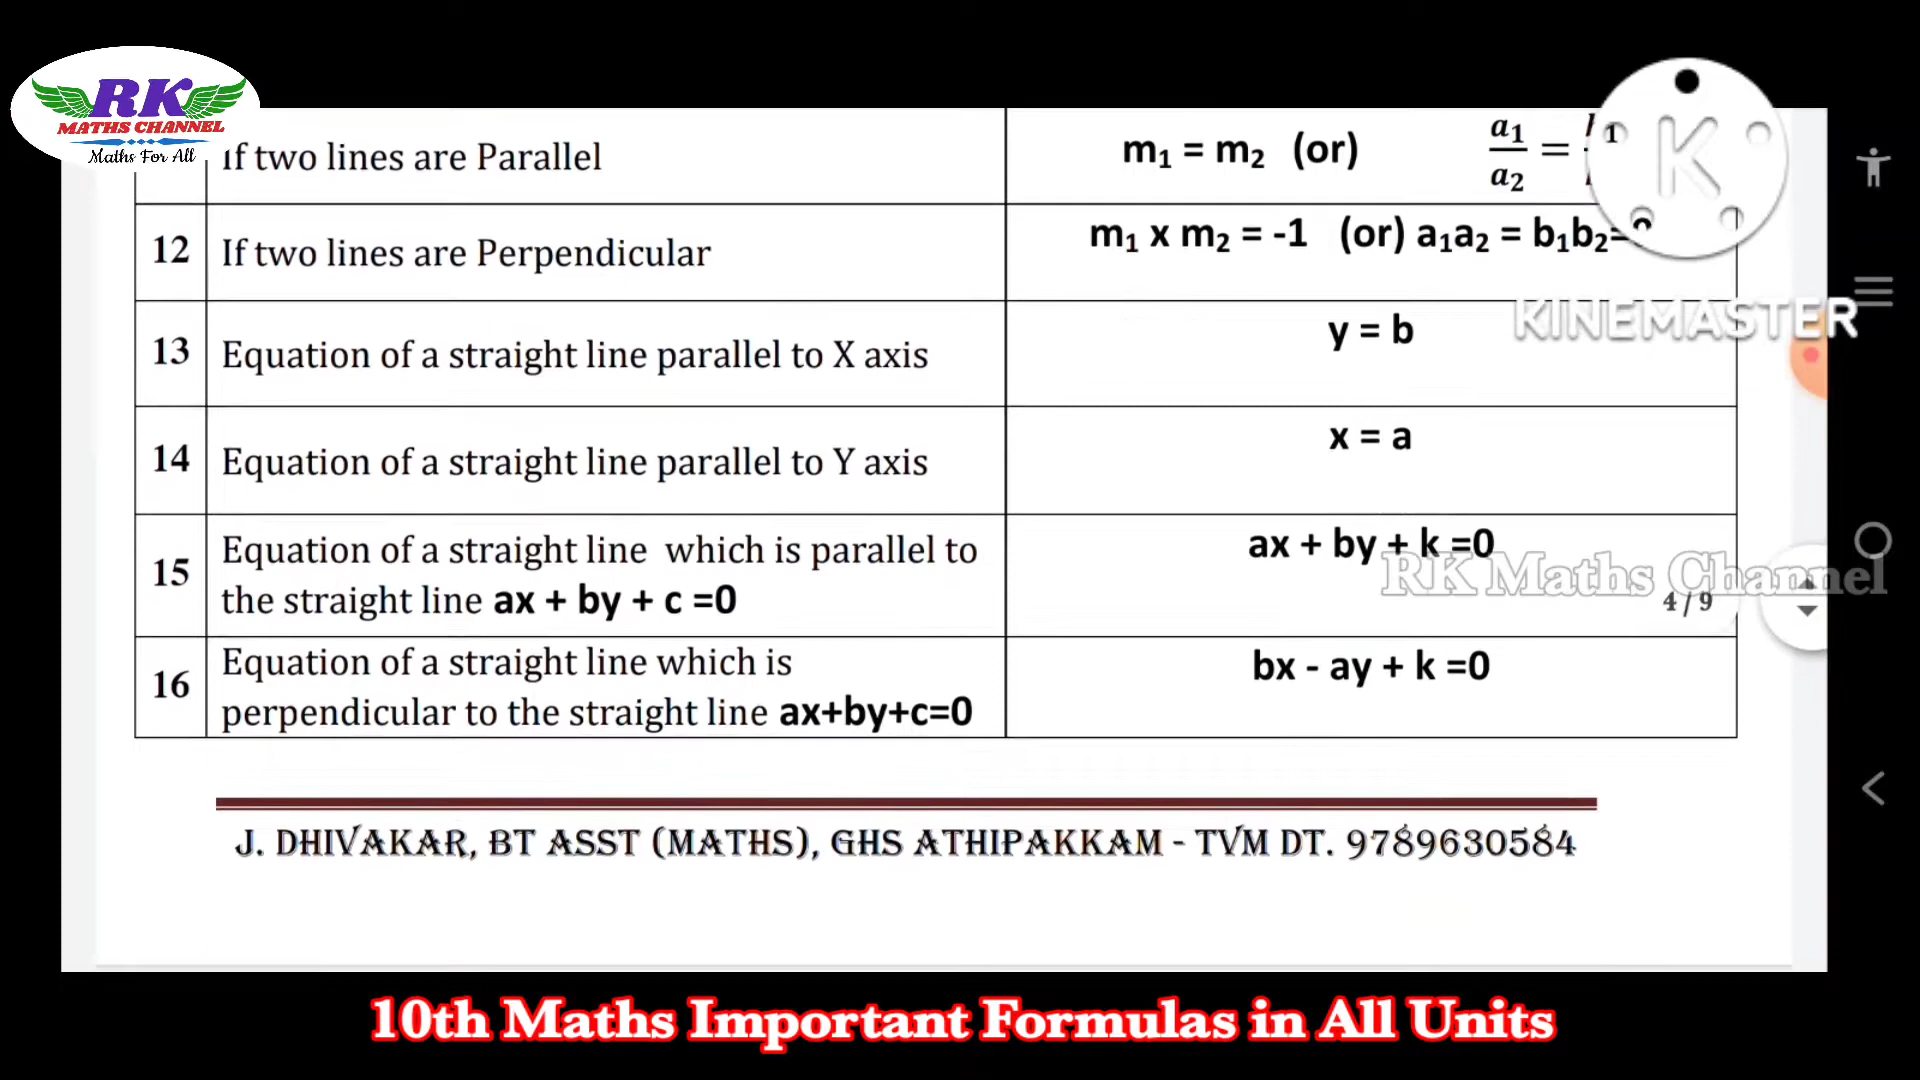 RK
MATHS CHANNEL
Maths For All
If two lines are Parallel
m₁ = m₂ (or) a₁/a₂ =
12 If two lines are Perpendicular
m₁ x m₂ = -1 (or) a₁a₂ = b₁b₂=
K
KINEMASTER
13 Equation of a straight line parallel to X axis
y = b
14 Equation of a straight line parallel to Y axis
x = a
15 Equation of a straight line which is parallel to
the straight line ax + by + c =0
ax + by + k =0
RK Maths Channel
4 / 9
16 Equation of a straight line which is
perpendicular to the straight line ax+by+c=0
bx - ay + k =0
J. DHIVAKAR, BT ASST (MATHS), GHS ATHIPAKKAM - TVM DT. 9789630584
10th Maths Important Formulas in All Units